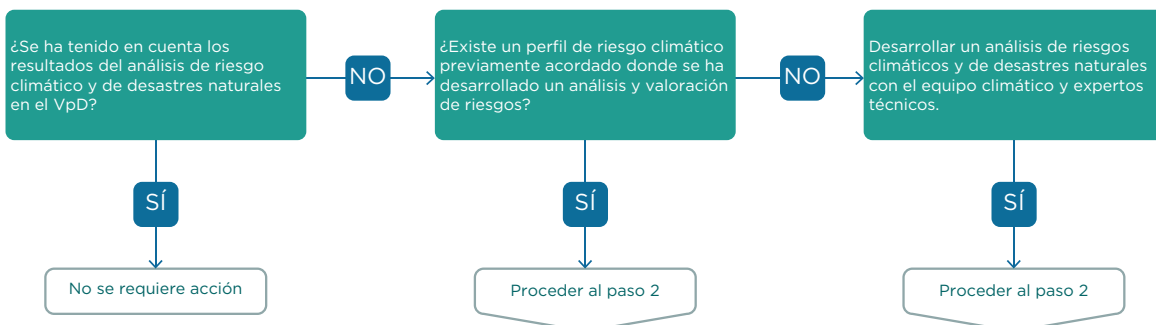 ¿Se ha tenido en cuenta los
resultados del análisis de riesgo
climático y de desastres naturales
en el VpD?
NO
¿Existe un perfil de riesgo climático
previamente acordado donde se ha
desarrollado un análisis y valoración
de riesgos?
NO
Desarrollar un análisis de riesgos
climáticos y de desastres naturales
con el equipo climático y expertos
técnicos.
SÍ
SÍ
SÍ
No se requiere acción
Proceder al paso 2
Proceder al paso 2